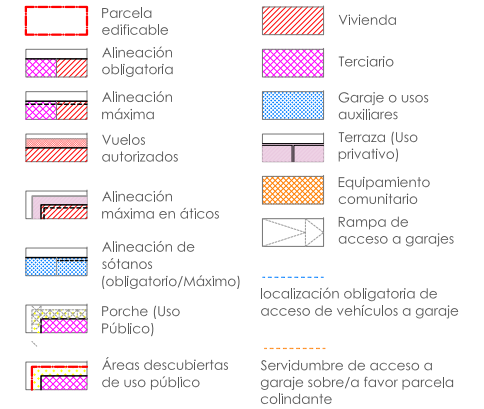 Parcela
edificable
Alineación
obligatoria
Alineación
máxima
Vuelos
autorizados
Alineación
máxima en áticos
Alineación de
sótanos
(obligatorio/Máximo)
Porche (Uso
Público)
Áreas descubiertas
de uso público
Vivienda
Terciario
Garaje o usos
auxiliares
Terraza (Uso
privativo)
Equipamiento
comunitario
Rampa de
acceso a garajes
localización obligatoria de
acceso de vehículos a garaje
Servidumbre de acceso a
garaje sobre/a favor parcela
colindante